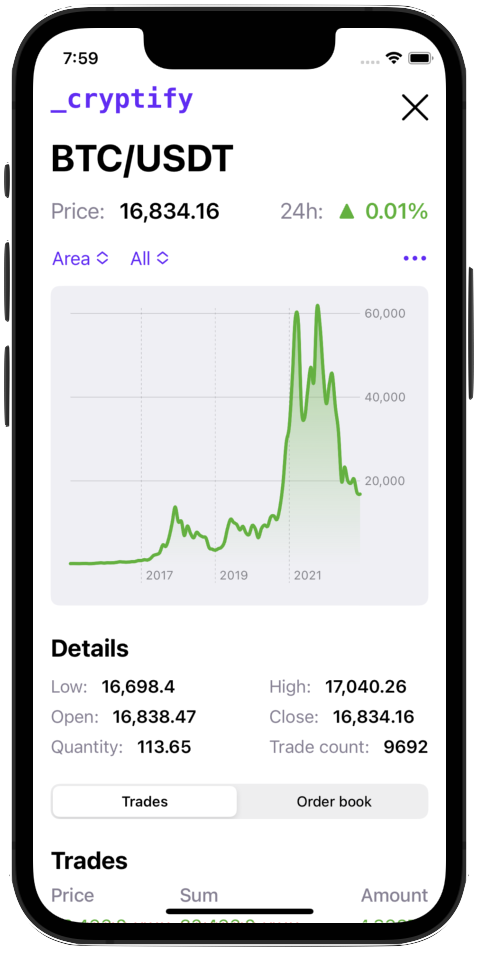 7:59
_cryptify
BTC/USDT
Price: 16,834.16 24h: ▲ 0.01%
Area All
60,000
40,000
20,000
2017 2019 2021
Details
Low: 16,698.4 High: 17,040.26
Open: 16,838.47 Close: 16,834.16
Quantity: 113.65 Trade count: 9692
Trades Order book
Trades
Price Sum Amount